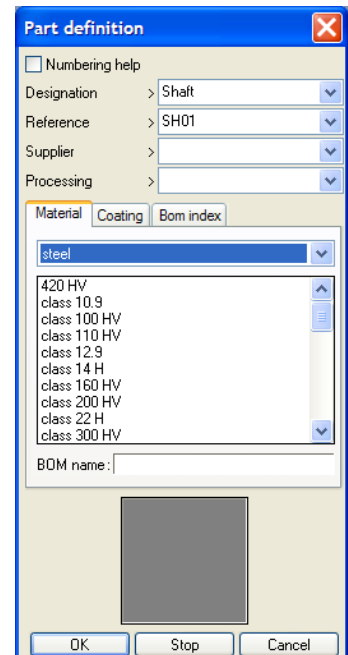 Part definition
Numbering help
Designation > Shaft
Reference > SH01
Supplier >
Processing >
Material Coating Bom index
steel
420 HV
class 10.9
class 100 HV
class 110 HV
class 12.9
class 14 H
class 160 HV
class 200 HV
class 22 H
class 300 HV
BOM name :
OK Stop Cancel